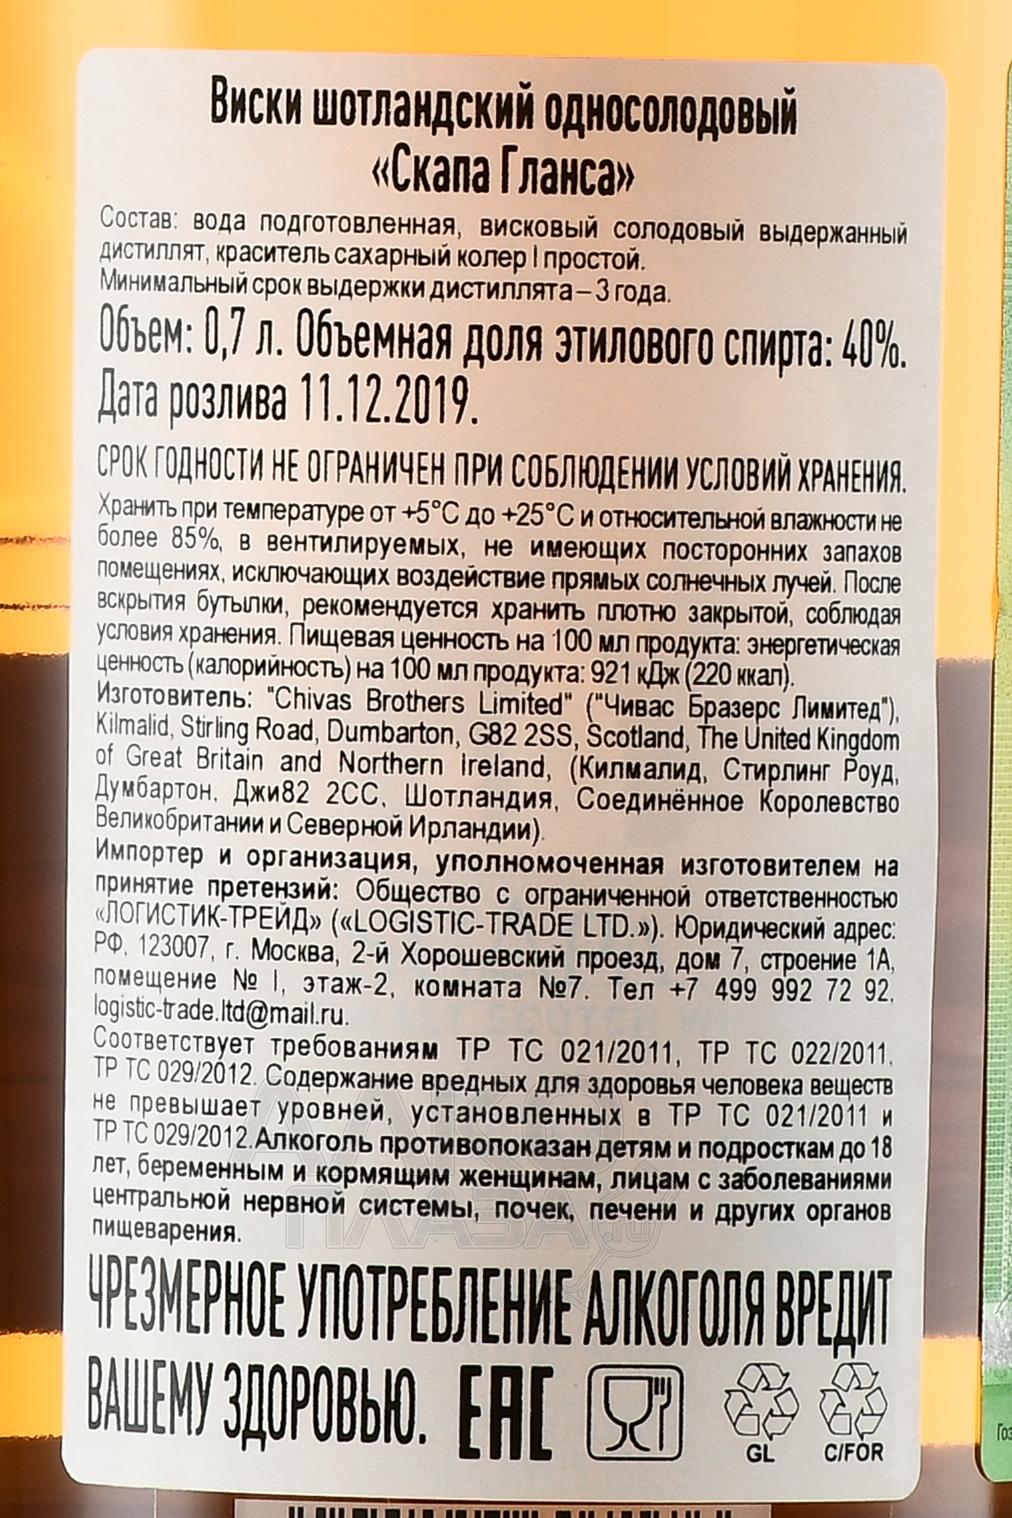 Виски шотландский односолодовый
«Скапа Гланса»
Состав: вода подготовленная, висковый солодовый выдержанный
дистиллят, краситель сахарный колер I простой.
Минимальный срок выдержки дистиллята – 3 года.
Объем: 0,7 л. Объемная доля этилового спирта: 40%.
Дата розлива 11.12.2019.
СРОК ГОДНОСТИ НЕ ОГРАНИЧЕН ПРИ СОБЛЮДЕНИИ УСЛОВИЙ ХРАНЕНИЯ.
Хранить при температуре от +5°С до +25°С и относительной влажности не
более 85%, в вентилируемых, не имеющих посторонних запахов
помещениях, исключающих воздействие прямых солнечных лучей. После
вскрытия бутылки, рекомендуется хранить плотно закрытой, соблюдая
условия хранения. Пищевая ценность на 100 мл продукта: энергетическая
ценность (калорийность) на 100 мл продукта: 921 кДж (220 ккал).
Изготовитель: "Chivas Brothers Limited" ("Чивас Бразерс Лимитед"),
Kilmalid, Stirling Road, Dumbarton, G82 2SS, Scotland, The United Kingdom
of Great Britain and Northern Ireland, (Килмалид, Стирлинг Роуд,
Думбартон, Джи82 2СС, Шотландия, Соединённое Королевство
Великобритании и Северной Ирландии).
Импортер и организация, уполномоченная изготовителем на
принятие претензий: Общество с ограниченной ответственностью
«ЛОГИСТИК-ТРЕЙД» («LOGISTIC-TRADE LTD.»). Юридический адрес:
РФ, 123007, г. Москва, 2-й Хорошевский проезд, дом 7, строение 1А,
помещение № I, этаж-2, комната №7. Тел +7 499 992 72 92,
logistic-trade.ltd@mail.ru.
Соответствует требованиям ТР ТС 021/2011, ТР ТС 022/2011,
ТР ТС 029/2012. Содержание вредных для здоровья человека веществ
не превышает уровней, установленных в ТР ТС 021/2011 и
ТР ТС 029/2012.Алкоголь противопоказан детям и подросткам до 18
лет, беременным и кормящим женщинам, лицам с заболеваниями
центральной нервной системы, почек, печени и других органов
пищеварения.
ЧРЕЗМЕРНОЕ УПОТРЕБЛЕНИЕ АЛКОГОЛЯ ВРЕДИТ
ВАШЕМУ ЗДОРОВЬЮ. ЕАС
GL C/FOR
АЛКО
ПЛАЗА.ru